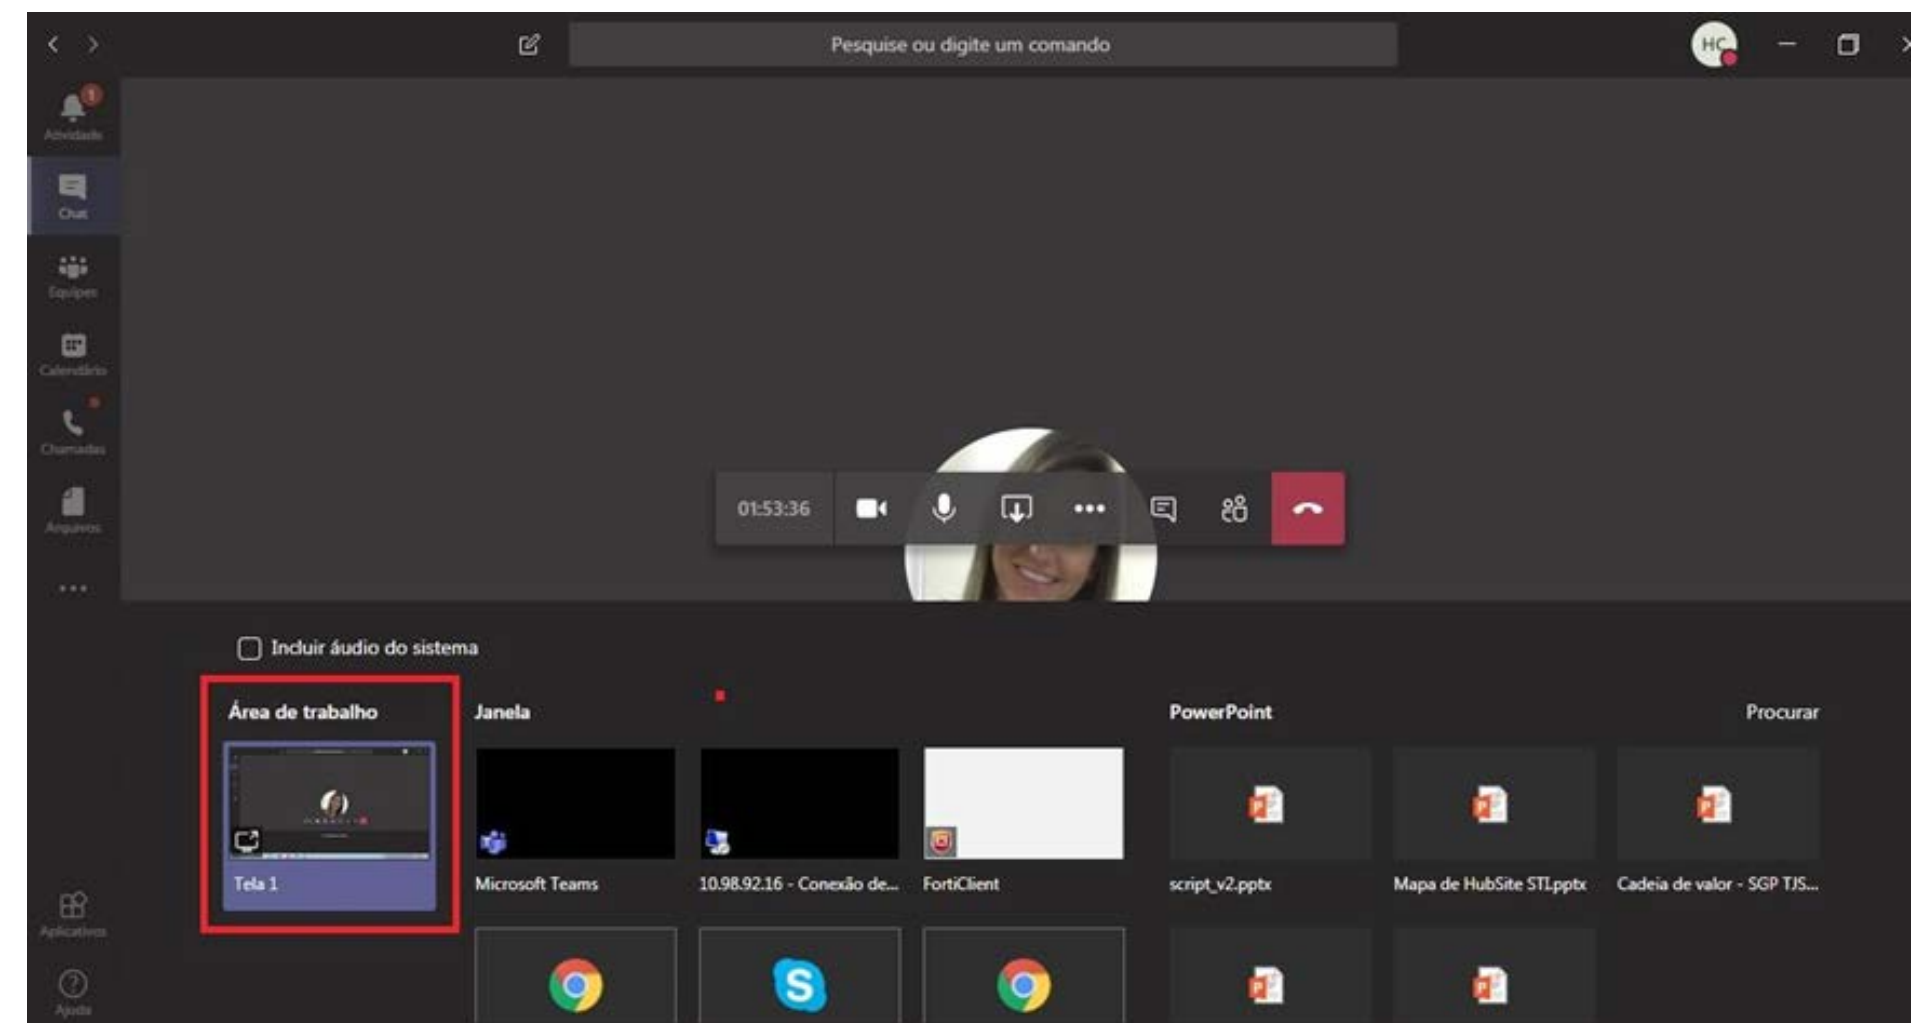 Pesquise ou digite um comando
HC
1
Atividade
Chat
Equipes
Calendário
Chamadas
Arquivos
01:53:36
Incluir áudio do sistema
Área de trabalho
Janela
PowerPoint
Procurar
Tela 1
Microsoft Teams
10.98.92.16 - Conexão de...
FortiClient
script_v2.pptx
Mapa de HubSite STI.pptx
Cadeia de valor - SGP TJS...
Aplicativos
Ajuda